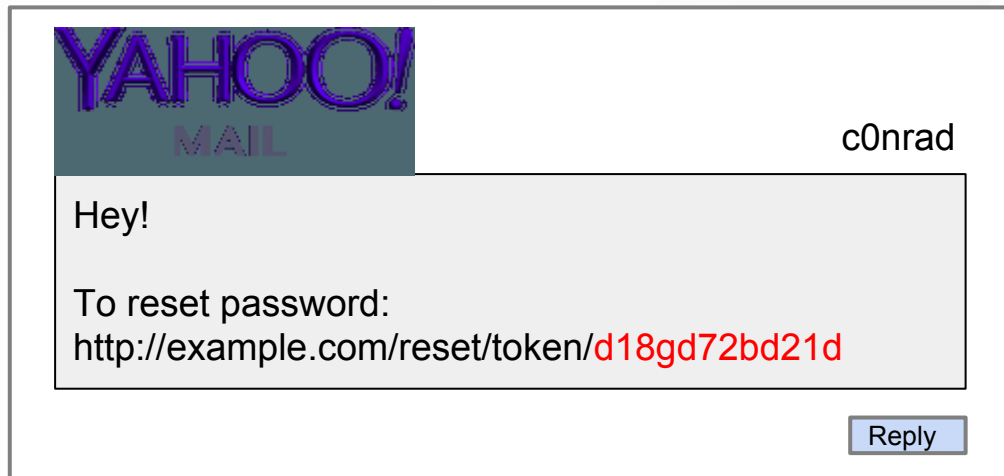 YAHOO!
MAIL
c0nrad
Hey!
To reset password:
http://example.com/reset/token/d18gd72bd21d
Reply